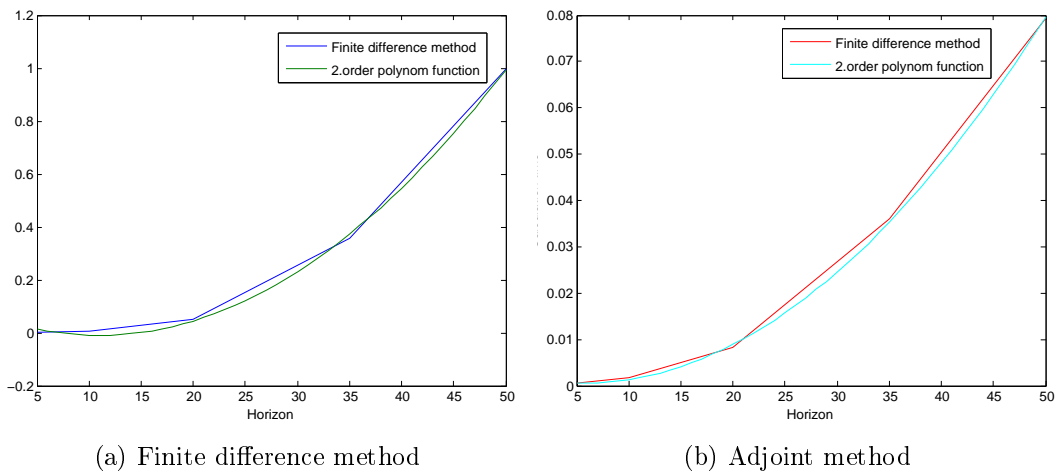 1.2
1
0.8
0.6
0.4
0.2
0
−0.2
5 10 15 20 25 30 35 40 45 50
Horizon
Finite difference method
2.order polynom function
(a) Finite difference method
0.08
0.07
0.06
0.05
0.04
0.03
0.02
0.01
0
5 10 15 20 25 30 35 40 45 50
Horizon
Finite difference method
2.order polynom function
(b) Adjoint method